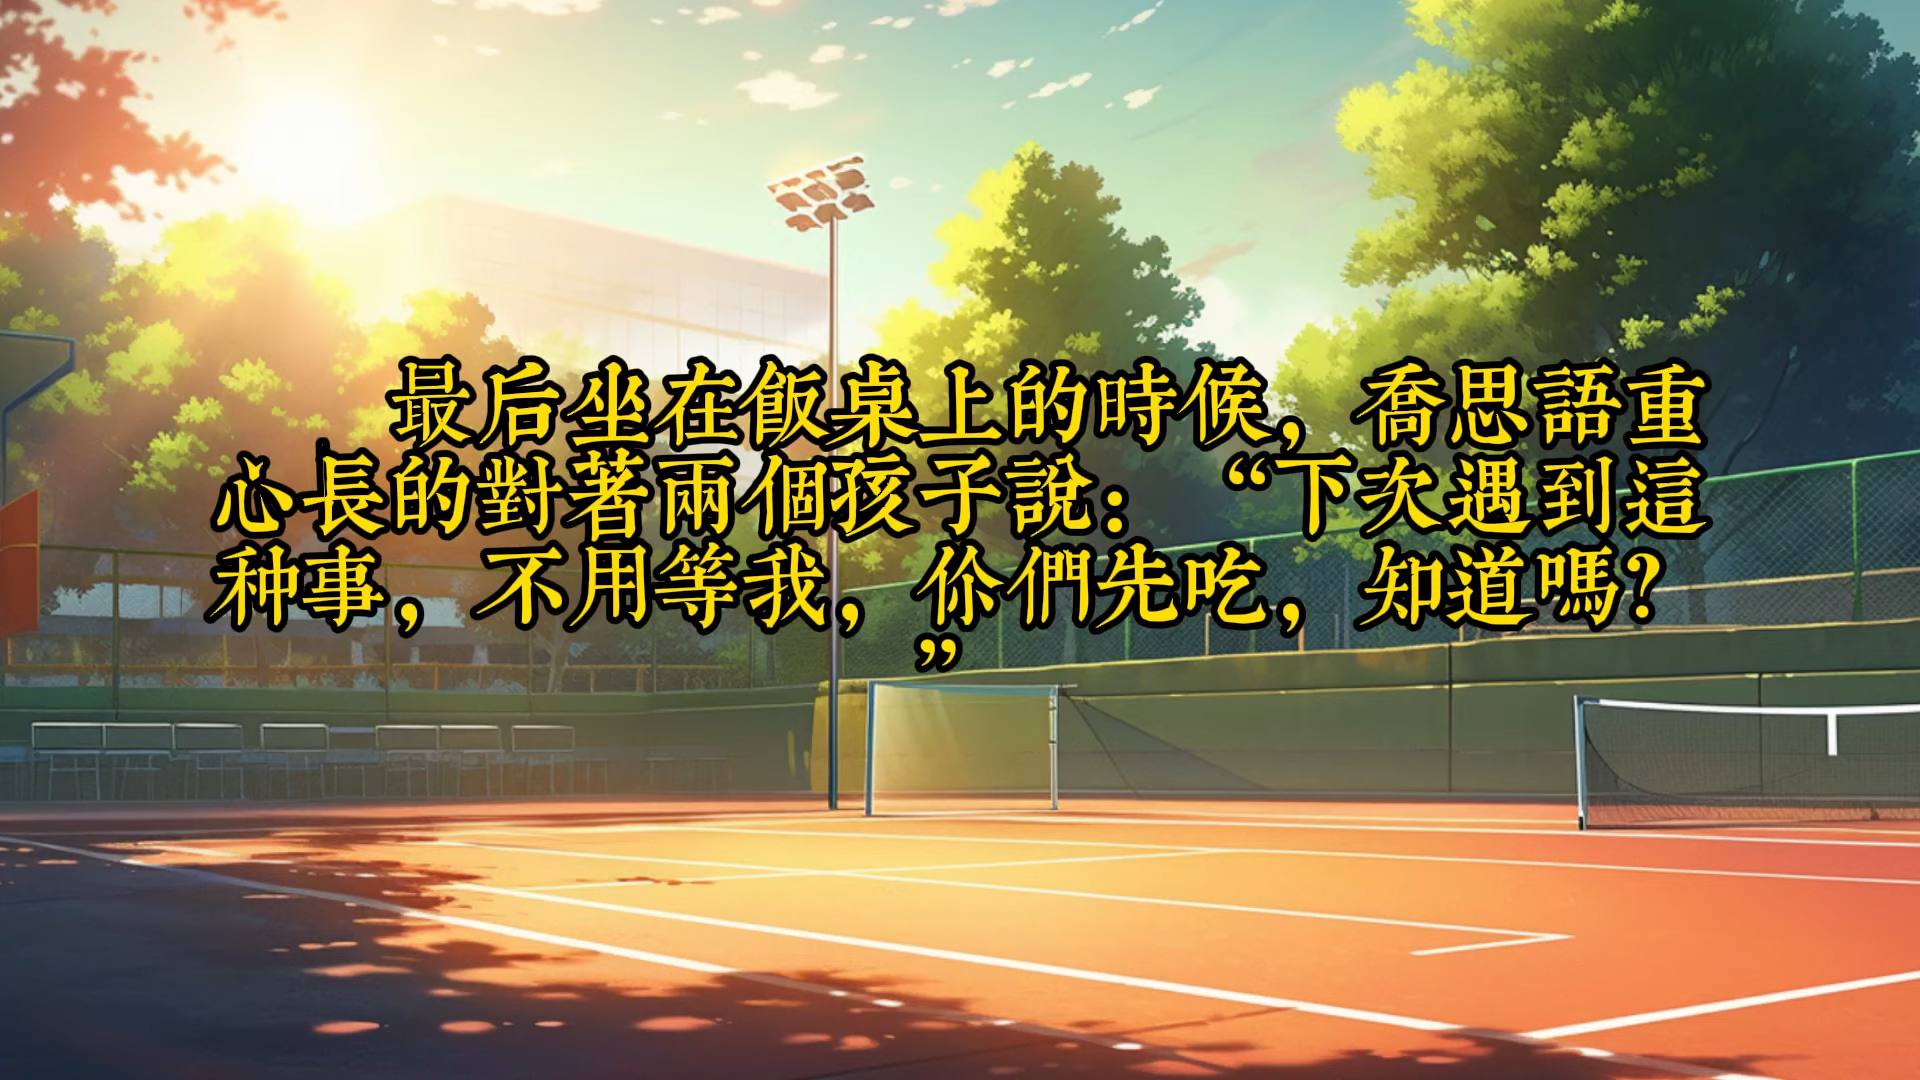 最后坐在飯桌上的時候，喬思語重
心長的對著兩個孩子說：“下次遇到這
种事，不用等我，你們先吃，知道嗎？
”